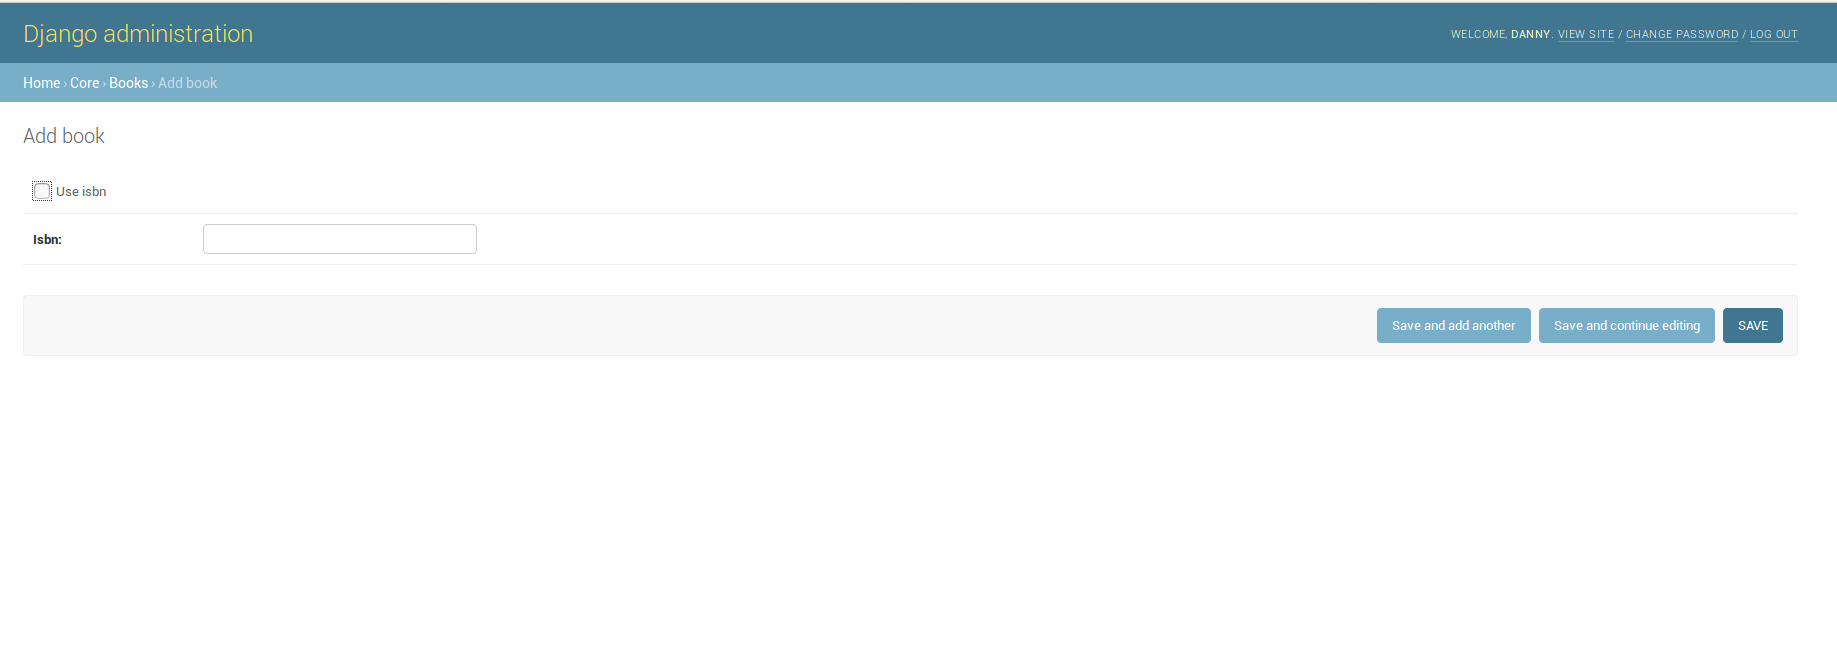 Django administration
WELCOME, DANNY. VIEW SITE / CHANGE PASSWORD / LOG OUT
Home › Core › Books › Add book
Add book
Use isbn
Isbn:
Save and add another
Save and continue editing
SAVE